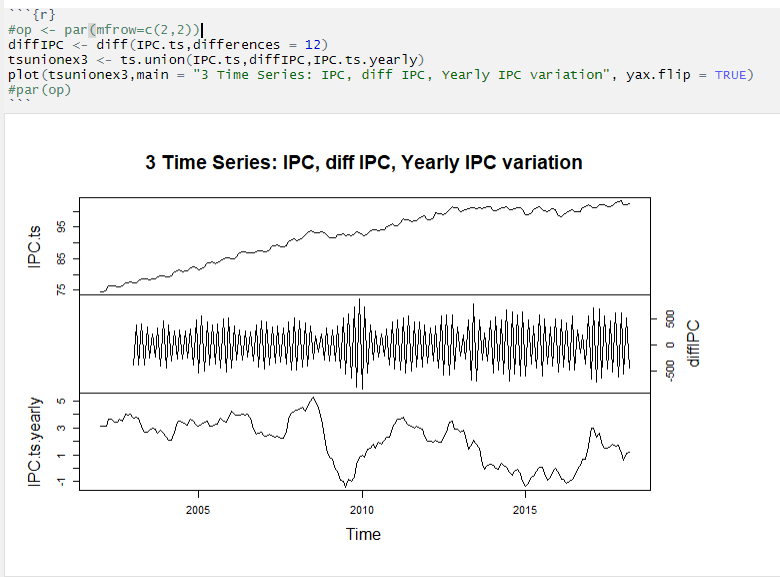 ```{r}
#op <- par(mfrow=c(2,2))
diffIPC <- diff(IPC.ts,differences = 12)
tsunionex3 <- ts.union(IPC.ts,diffIPC,IPC.ts.yearly)
plot(tsunionex3,main = "3 Time Series: IPC, diff IPC, Yearly IPC variation", yax.flip = TRUE)
#par(op)
```
3 Time Series: IPC, diff IPC, Yearly IPC variation
IPC.ts
95
85
75
500
0
-500
diffIPC
IPC.ts.yearly
5
3
1
-1
2005 2010 2015
Time